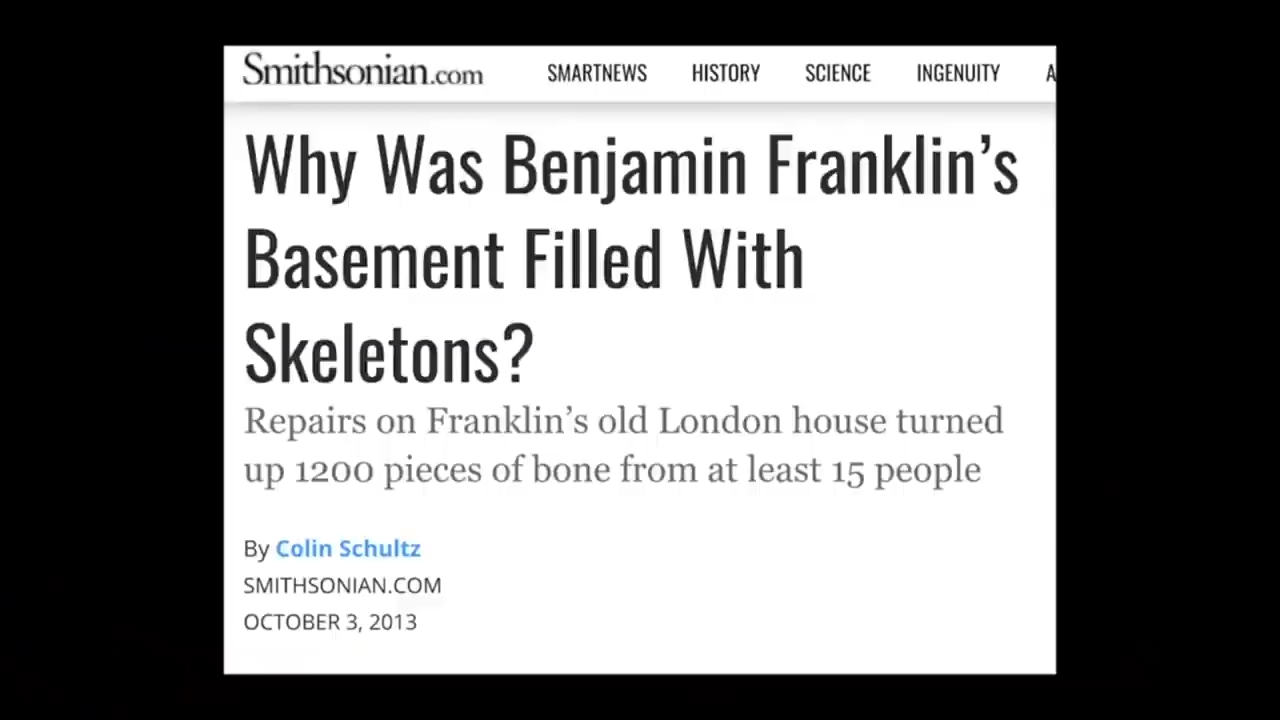 Smithsonian.com SMARTNEWS HISTORY SCIENCE INGENUITY A
Why Was Benjamin Franklin’s
Basement Filled With
Skeletons?
Repairs on Franklin’s old London house turned
up 1200 pieces of bone from at least 15 people
By Colin Schultz
SMITHSONIAN.COM
OCTOBER 3, 2013